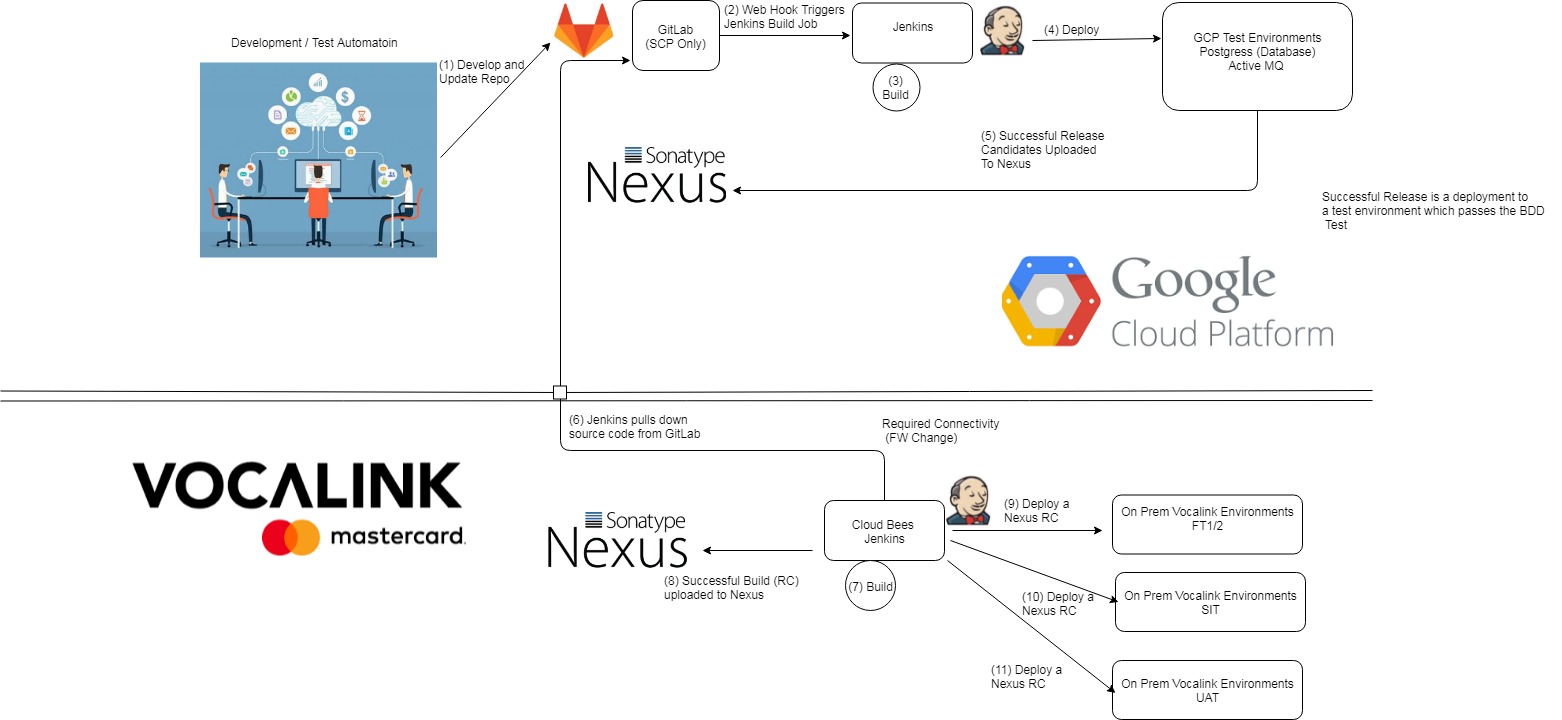 Development / Test Automatoin
(1) Develop and
Update Repo
GitLab
(SCP Only)
(2) Web Hook Triggers
Jenkins Build Job
Jenkins
(3)
Build
(4) Deploy
GCP Test Environments
Postgress (Database)
Active MQ
(5) Successful Release
Candidates Uploaded
To Nexus
Sonatype
Nexus
Successful Release is a deployment to
a test environment which passes the BDD
Test
Google
Cloud Platform
(6) Jenkins pulls down
source code from GitLab
Required Connectivity
(FW Change)
VOCALINK
mastercard.
Sonatype
Nexus
(8) Successful Build (RC)
uploaded to Nexus
Cloud Bees
Jenkins
(7) Build
(9) Deploy a
Nexus RC
On Prem Vocalink Environments
FT1/2
(10) Deploy a
Nexus RC
On Prem Vocalink Environments
SIT
(11) Deploy a
Nexus RC
On Prem Vocalink Environments
UAT